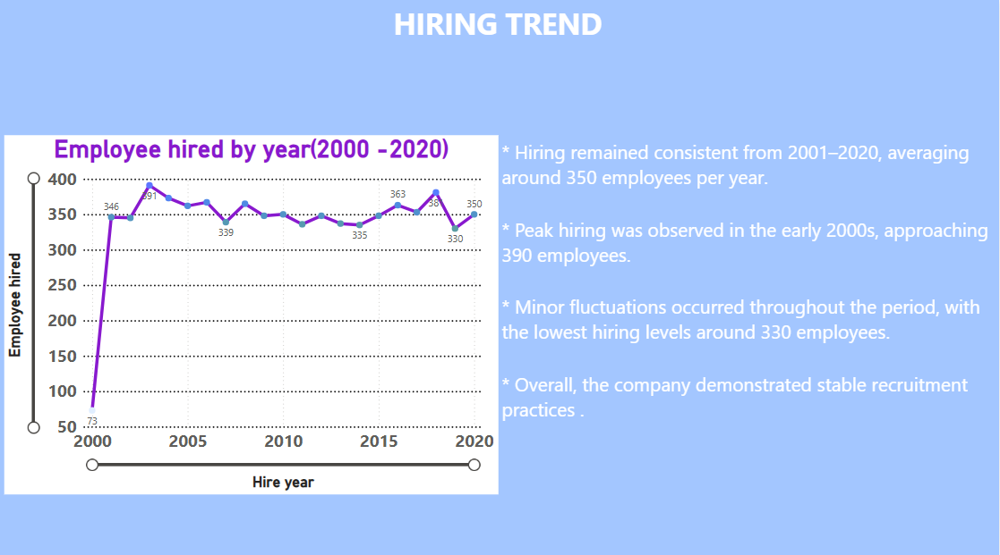 HIRING TREND
Employee hired by year(2000 -2020)
400
350
300
250
200
150
100
50
Employee hired
346
391
339
335
363
330
350
73
2000 2005 2010 2015 2020
Hire year
* Hiring remained consistent from 2001–2020, averaging
around 350 employees per year.
* Peak hiring was observed in the early 2000s, approaching
390 employees.
* Minor fluctuations occurred throughout the period, with
the lowest hiring levels around 330 employees.
* Overall, the company demonstrated stable recruitment
practices .